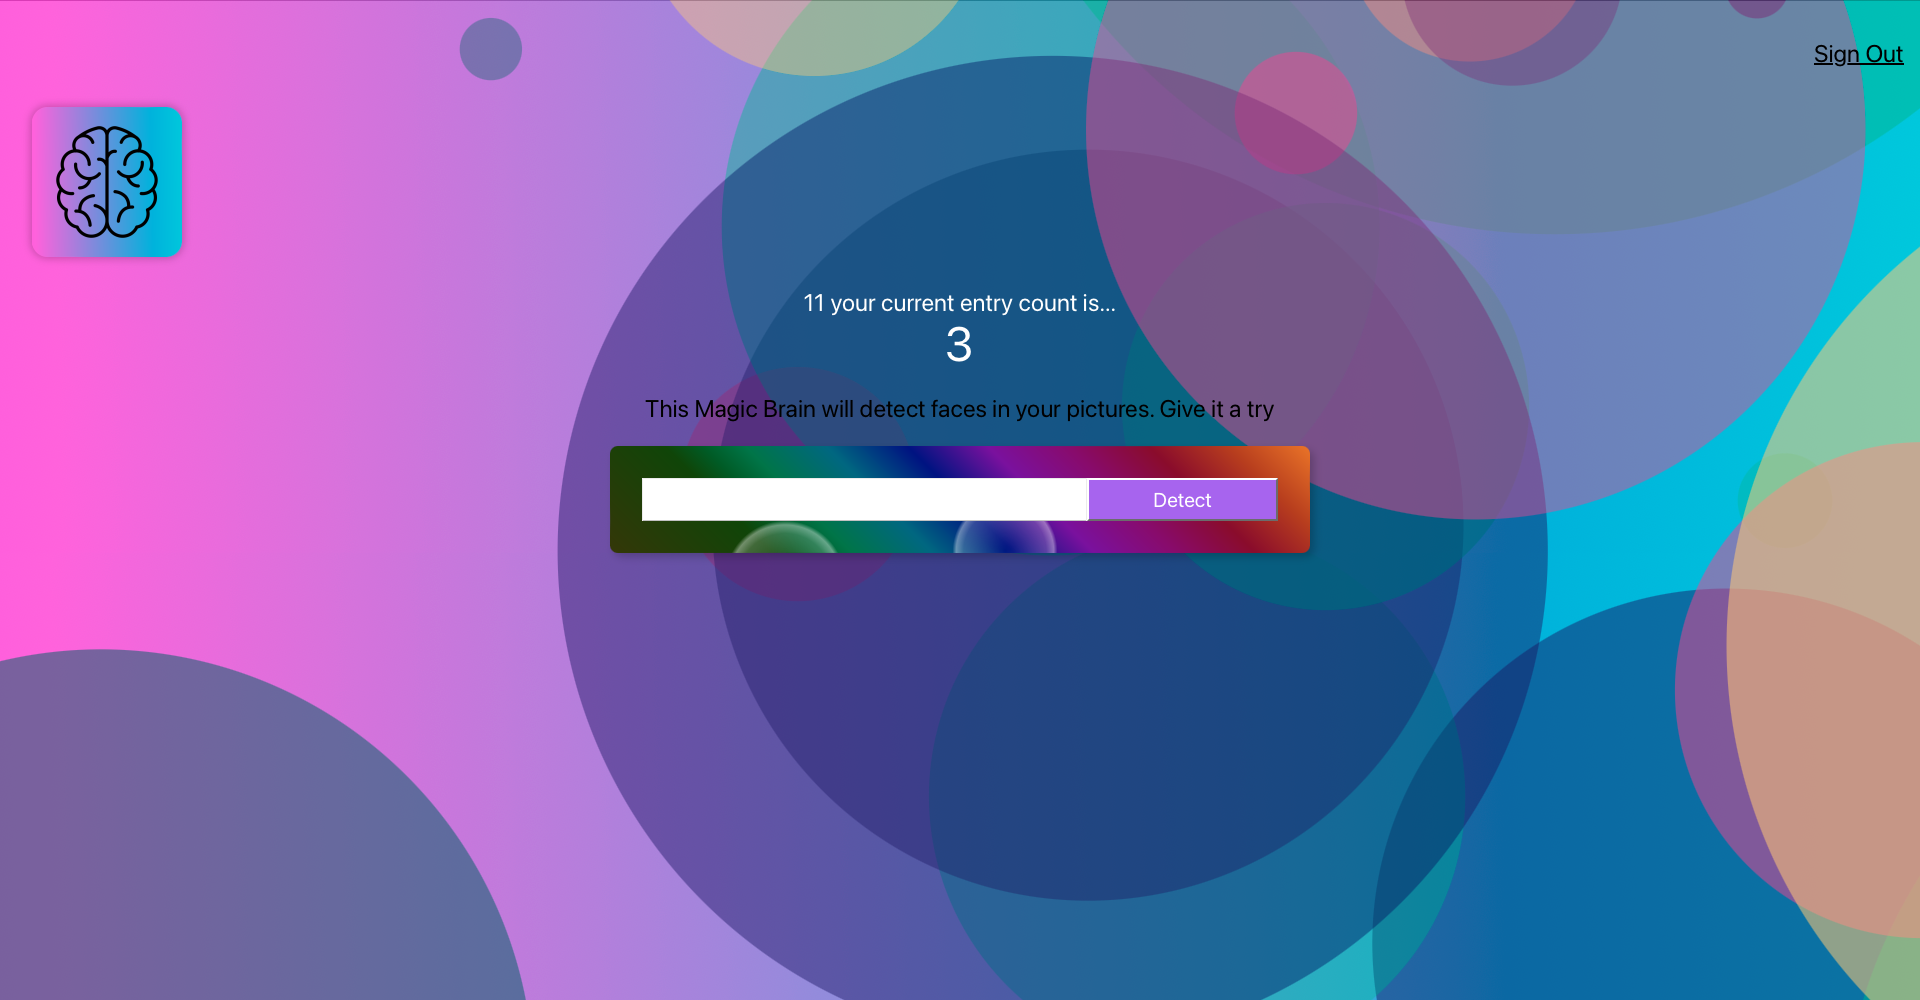 Sign Out
11 your current entry count is...
3
This Magic Brain will detect faces in your pictures. Give it a try
Detect